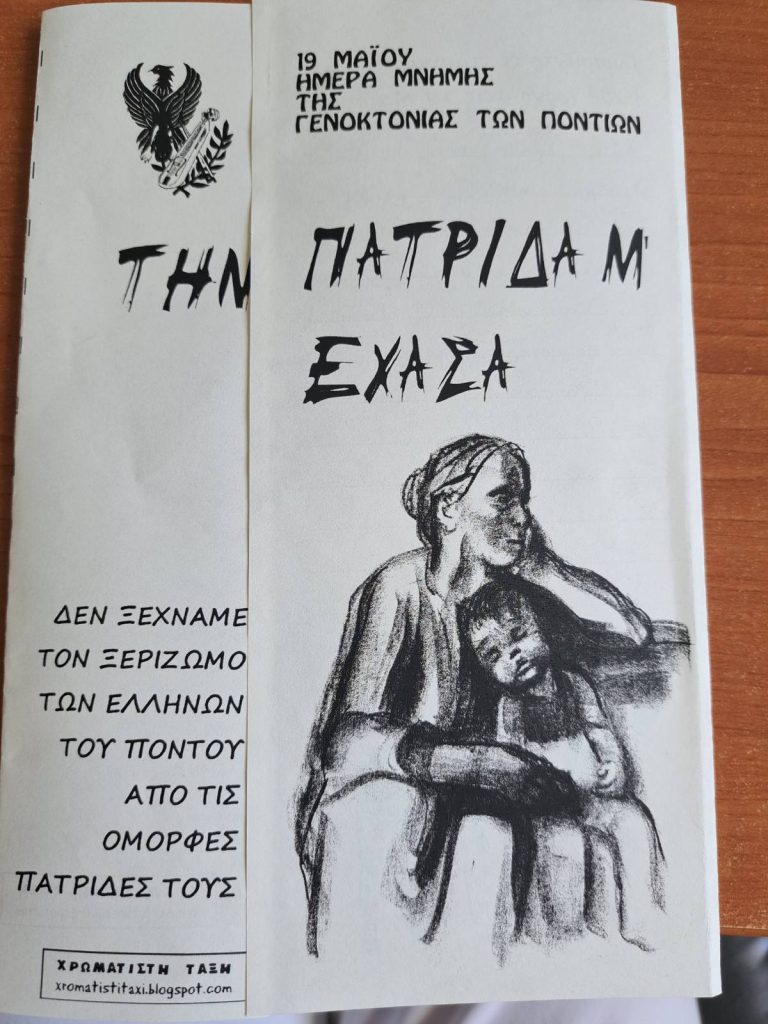 19 ΜΑΪΟΥ
ΗΜΕΡΑ ΜΝΗΜΗΣ
ΤΗΣ
ΓΕΝΟΚΤΟΝΙΑΣ ΤΩΝ ΠΟΝΤΙΩΝ
ΤΗΝ ΠΑΤΡΙΔΑ Μ'
ΕΧΑΣΑ
ΔΕΝ ΞΕΧΝΑΜΕ
ΤΟΝ ΞΕΡΙΖΩΜΟ
ΤΩΝ ΕΛΛΗΝΩΝ
ΤΟΥ ΠΟΝΤΟΥ
ΑΠΟ ΤΙΣ
ΟΜΟΡΦΕΣ
ΠΑΤΡΙΔΕΣ ΤΟΥΣ
ΧΡΩΜΑΤΙΣΤΗ ΤΑΞΗ
xromatistitaxi.blogspot.com